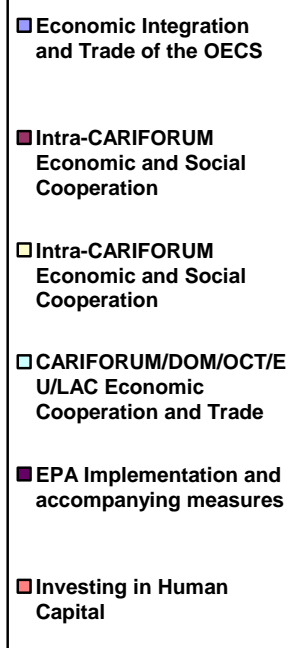 Economic Integration
and Trade of the OECS
Intra-CARIFORUM
Economic and Social
Cooperation
Intra-CARIFORUM
Economic and Social
Cooperation
CARIFORUM/DOM/OCT/E
U/LAC Economic
Cooperation and Trade
EPA Implementation and
accompanying measures
Investing in Human
Capital